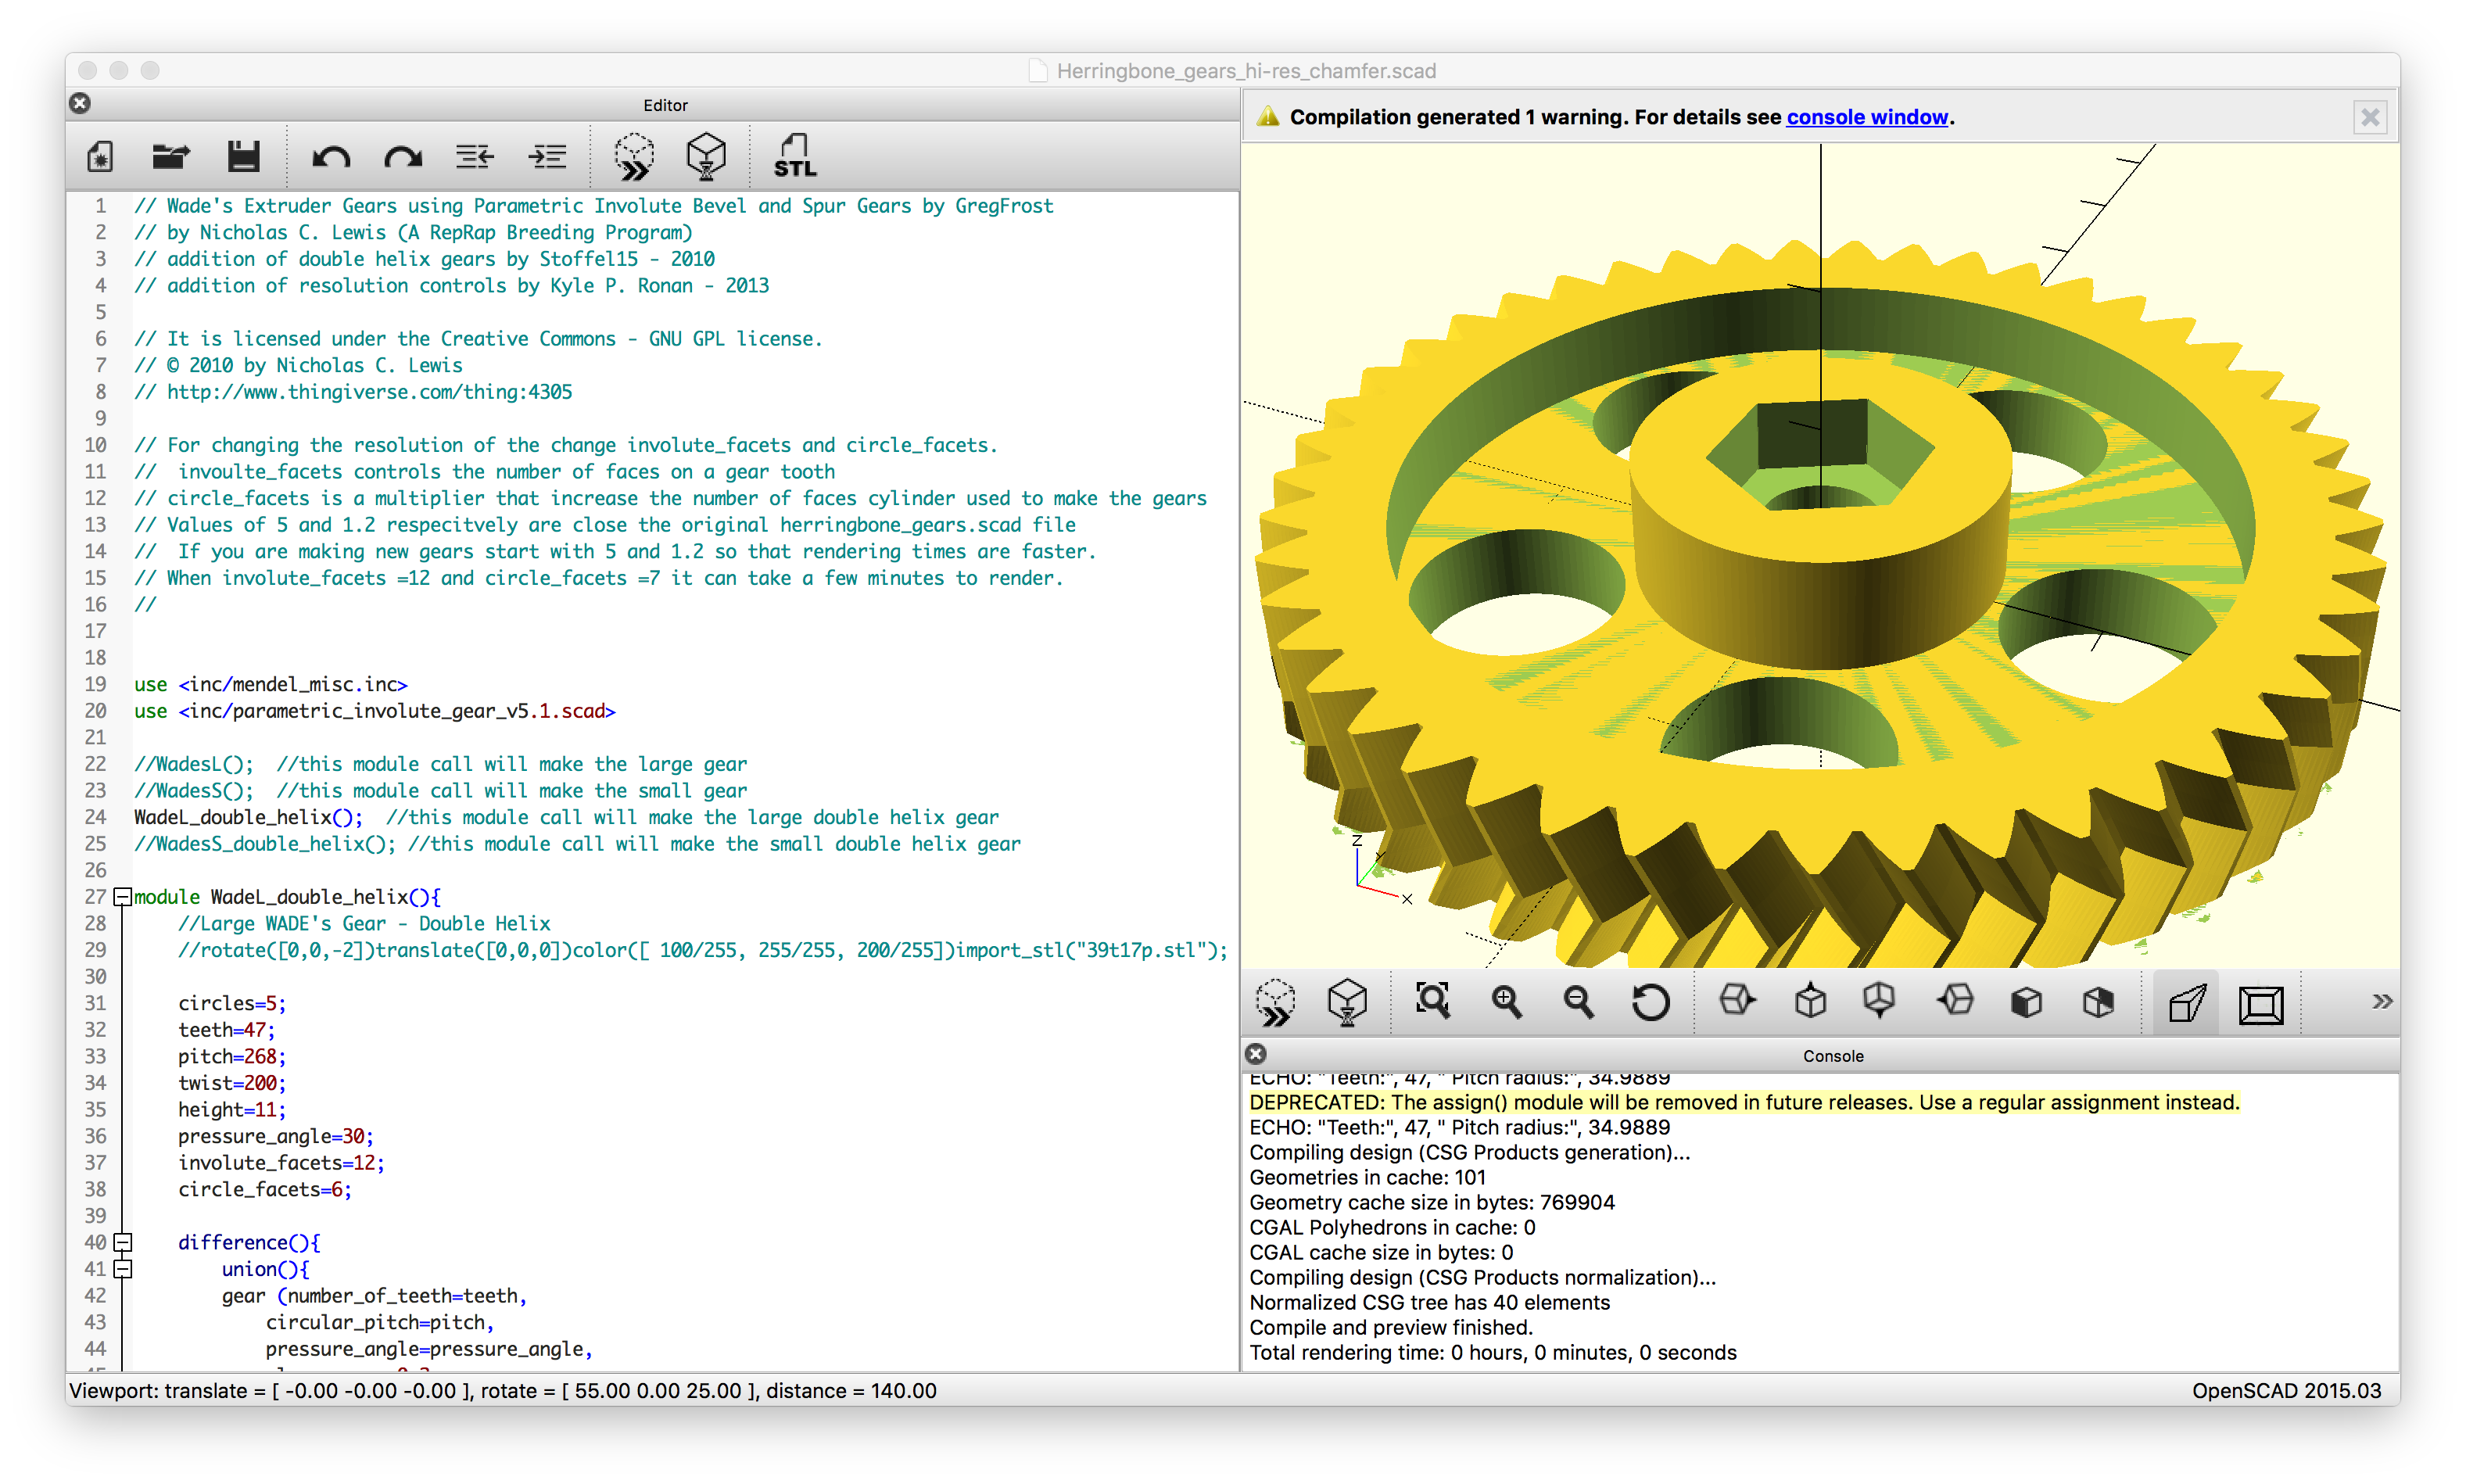 Herringbone_gears_hi-res_chamfer.scad
Editor
STL
1 // Wade's Extruder Gears using Parametric Involute Bevel and Spur Gears by GregFrost
2 // by Nicholas C. Lewis (A RepRap Breeding Program)
3 // addition of double helix gears by Stoffel15 - 2010
4 // addition of resolution controls by Kyle P. Ronan - 2013
5
6 // It is licensed under the Creative Commons - GNU GPL license.
7 // © 2010 by Nicholas C. Lewis
8 // http://www.thingiverse.com/thing:4305
9
10 // For changing the resolution of the change involute_facets and circle_facets.
11 //  invoulte_facets controls the number of faces on a gear tooth
12 // circle_facets is a multiplier that increase the number of faces cylinder used to make the gears
13 // Values of 5 and 1.2 respecitvely are close the original herringbone_gears.scad file
14 //  If you are making new gears start with 5 and 1.2 so that rendering times are faster.
15 // When involute_facets =12 and circle_facets =7 it can take a few minutes to render.
16 //
17
18
19 use <inc/mendel_misc.inc>
20 use <inc/parametric_involute_gear_v5.1.scad>
21
22 //WadesL();  //this module call will make the large gear
23 //WadesS();  //this module call will make the small gear
24 WadeL_double_helix();  //this module call will make the large double helix gear
25 //WadesS_double_helix(); //this module call will make the small double helix gear
26
27 module WadeL_double_helix(){
28 //Large WADE's Gear - Double Helix
29 //rotate([0,0,-2])translate([0,0,0])color([ 100/255, 255/255, 200/255])import_stl("39t17p.stl");
30
31 circles=5;
32 teeth=47;
33 pitch=268;
34 twist=200;
35 height=11;
36 pressure_angle=30;
37 involute_facets=12;
38 circle_facets=6;
39
40 difference(){
41 union(){
42 gear (number_of_teeth=teeth,
43 circular_pitch=pitch,
44 pressure_angle=pressure_angle,
Compilation generated 1 warning. For details see console window.
Z
Y
X
Console
ECHO: "Teeth:", 47, " Pitch radius:", 34.9889
DEPRECATED: The assign() module will be removed in future releases. Use a regular assignment instead.
ECHO: "Teeth:", 47, " Pitch radius:", 34.9889
Compiling design (CSG Products generation)...
Geometries in cache: 101
Geometry cache size in bytes: 769904
CGAL Polyhedrons in cache: 0
CGAL cache size in bytes: 0
Compiling design (CSG Products normalization)...
Normalized CSG tree has 40 elements
Compile and preview finished.
Total rendering time: 0 hours, 0 minutes, 0 seconds
Viewport: translate = [ -0.00 -0.00 -0.00 ], rotate = [ 55.00 0.00 25.00 ], distance = 140.00
OpenSCAD 2015.03